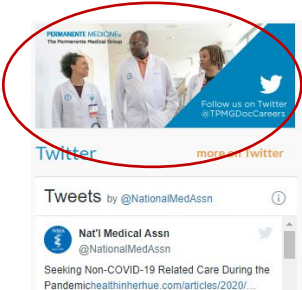 PERMANENTE MEDICINE®
The Permanente Medical Group
Follow us on Twitter
@TPMGDocCareers
Twitter
more on Twitter
Tweets by @NationalMedAssn
NMA
Nat'l Medical Assn
@NationalMedAssn
Seeking Non-COVID-19 Related Care During the
Pandemichealthinherhue.com/articles/2020/…